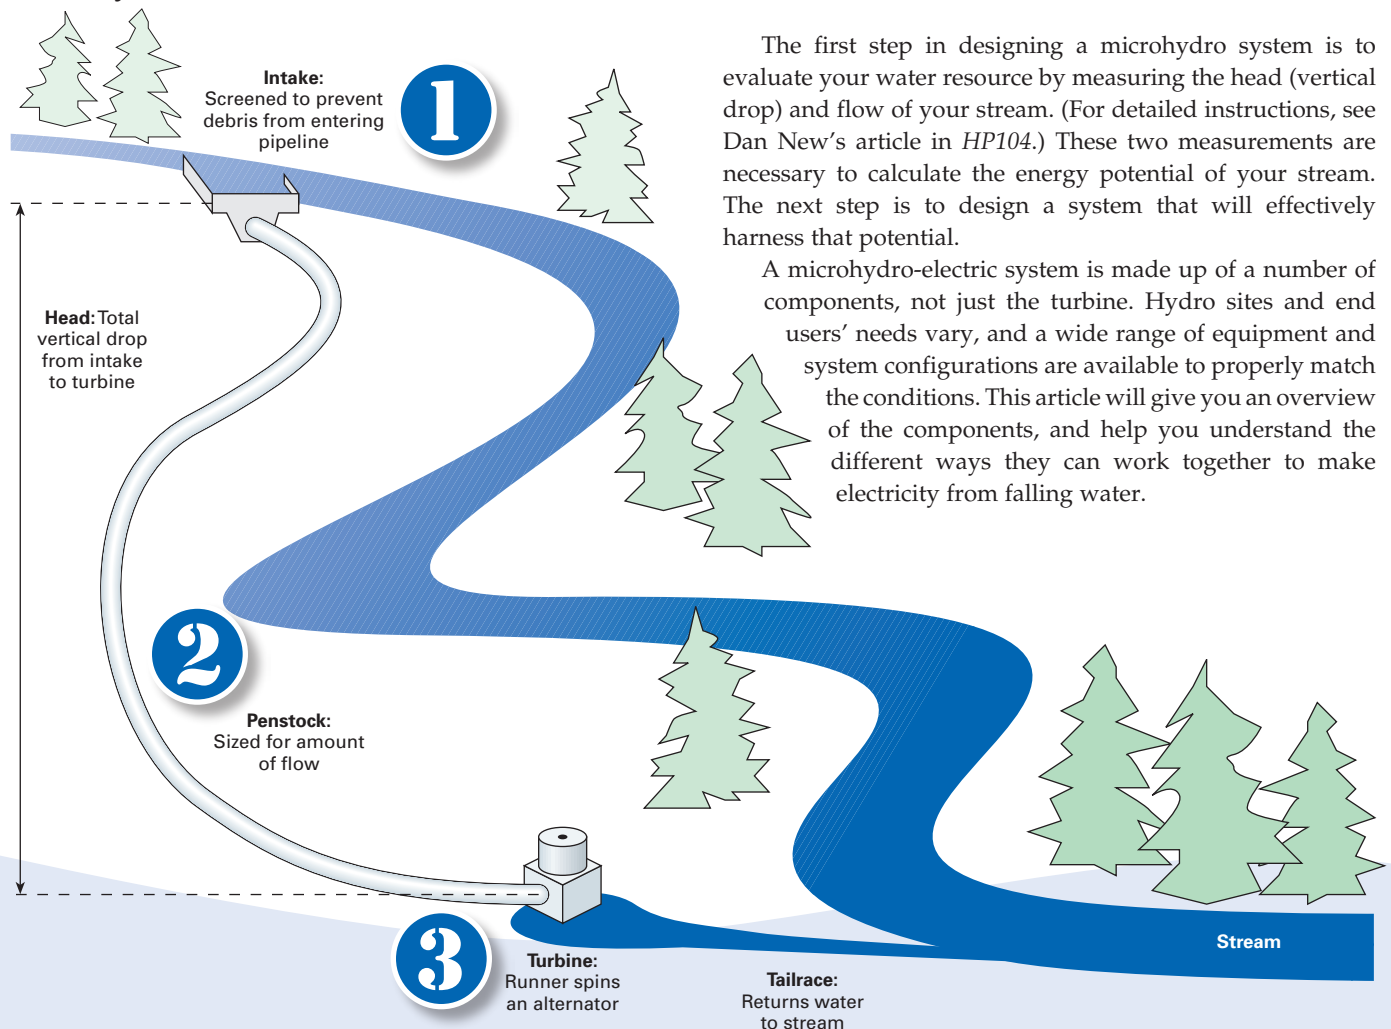 Intake:
Screened to prevent
debris from entering
pipeline
1
The first step in designing a microhydro system is to
evaluate your water resource by measuring the head (vertical
drop) and flow of your stream. (For detailed instructions, see
Dan New's article in HP104.) These two measurements are
necessary to calculate the energy potential of your stream.
The next step is to design a system that will effectively
harness that potential.
A microhydro-electric system is made up of a number of
components, not just the turbine. Hydro sites and end
users' needs vary, and a wide range of equipment and
system configurations are available to properly match
the conditions. This article will give you an overview
of the components, and help you understand the
different ways they can work together to make
electricity from falling water.
Head: Total
vertical drop
from intake
to turbine
2
Penstock:
Sized for amount
of flow
3
Turbine:
Runner spins
an alternator
Tailrace:
Returns water
to stream
Stream